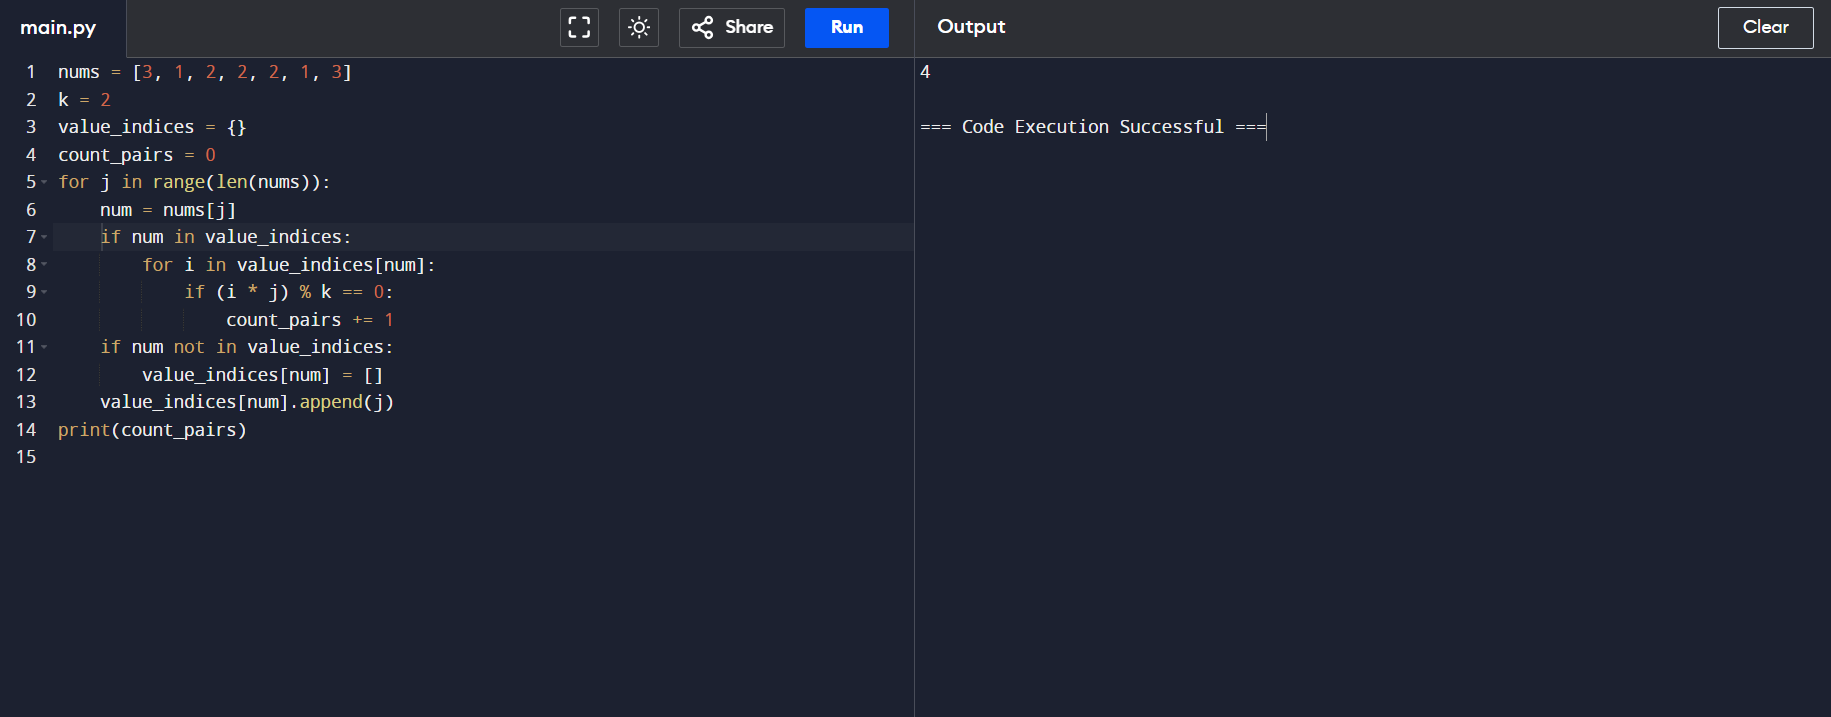 main.py
Share
Run
Output
Clear
1 nums = [3, 1, 2, 2, 2, 1, 3]
2 k = 2
3 value_indices = {}
4 count_pairs = 0
5 for j in range(len(nums)):
6     num = nums[j]
7     if num in value_indices:
8         for i in value_indices[num]:
9             if (i * j) % k == 0:
10                 count_pairs += 1
11     if num not in value_indices:
12         value_indices[num] = []
13     value_indices[num].append(j)
14 print(count_pairs)
15
4
=== Code Execution Successful ===